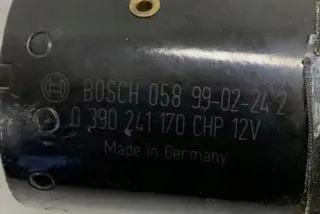 BOSCH 058 99-02-24 2
0 390 241 170 CHP 12V
Made in Germany